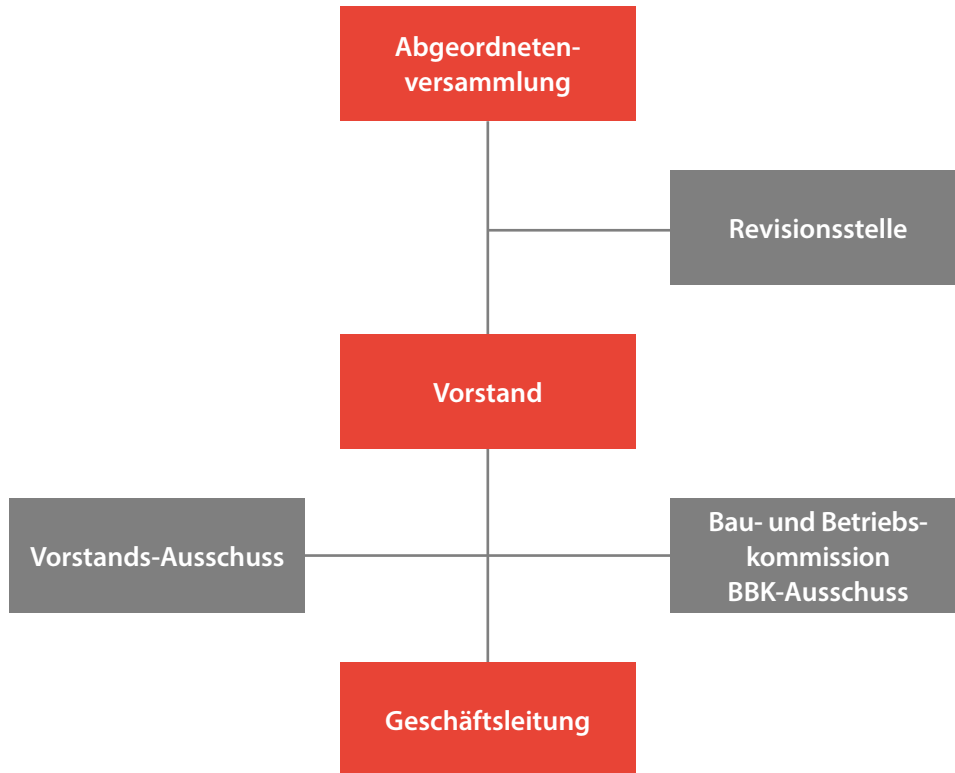 Abgeordneten-
versammlung
Revisionsstelle
Vorstand
Vorstands-Ausschuss
Bau- und Betriebs-
kommission
BBK-Ausschuss
Geschäftsleitung